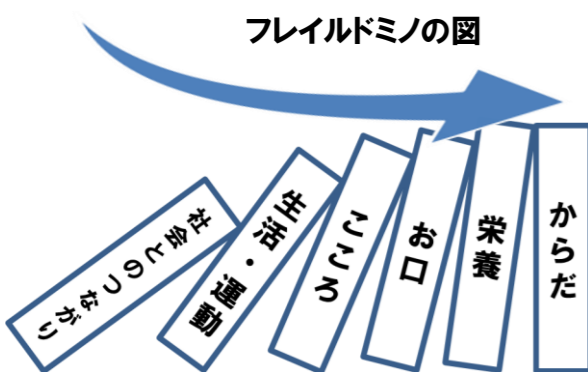 フレイルドミノの図
社会とのつながり
生活・運動
こころ
お口
栄養
からだ